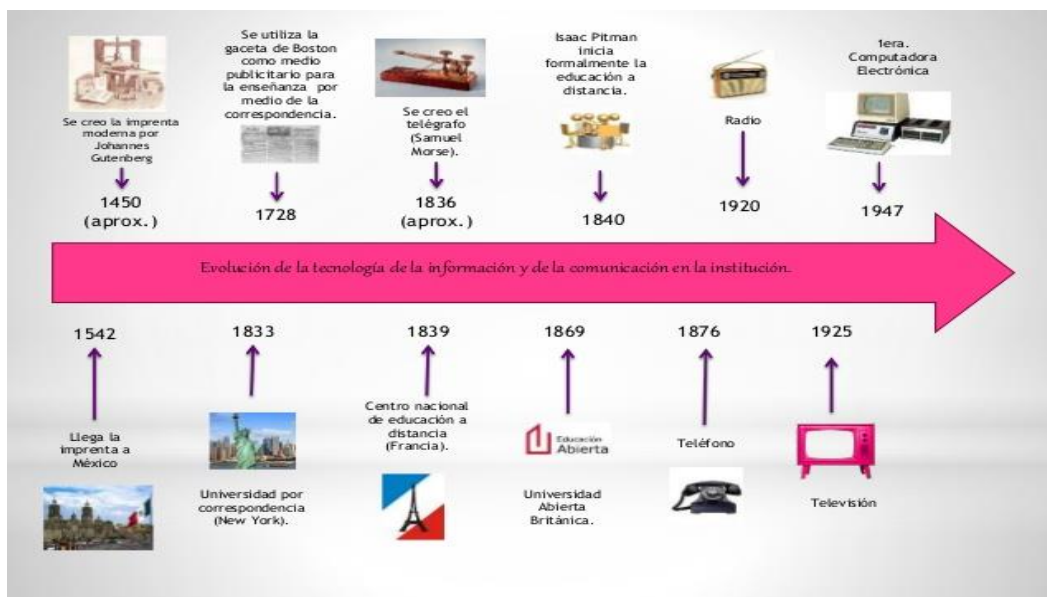 Se creo la imprenta
moderna por
Johannes
Gutenberg
1450
(aprox.)
Se utiliza la
gaceta de Boston
como medio
publicitario para
la enseñanza por
medio de la
correspondencia.
1728
Se creo el
telégrafo
(Samuel
Morse).
1836
(aprox.)
Isaac Pitman
inicia
formalmente la
educación a
distancia.
1840
Radio
1920
1era.
Computadora
Electrónica
1947
Evolución de la tecnología de la información y de la comunicación en la institución.
1542
Llega la
imprenta a
México
1833
Universidad por
correspondencia
(New York).
1839
Centro nacional
de educación a
distancia
(Francia).
1869
Educación
Abierta
Universidad
Abierta
Británica.
1876
Teléfono
1925
Televisión